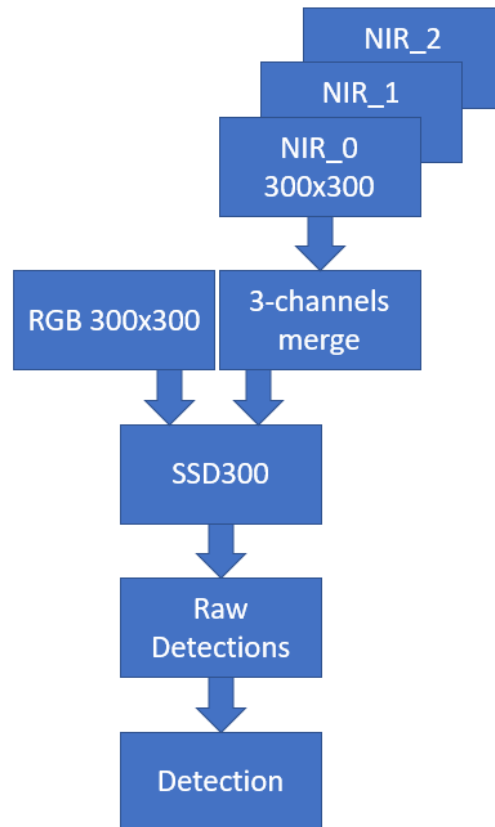 NIR_2
NIR_1
NIR_0
300x300
RGB 300x300
3-channels
merge
SSD300
Raw
Detections
Detection